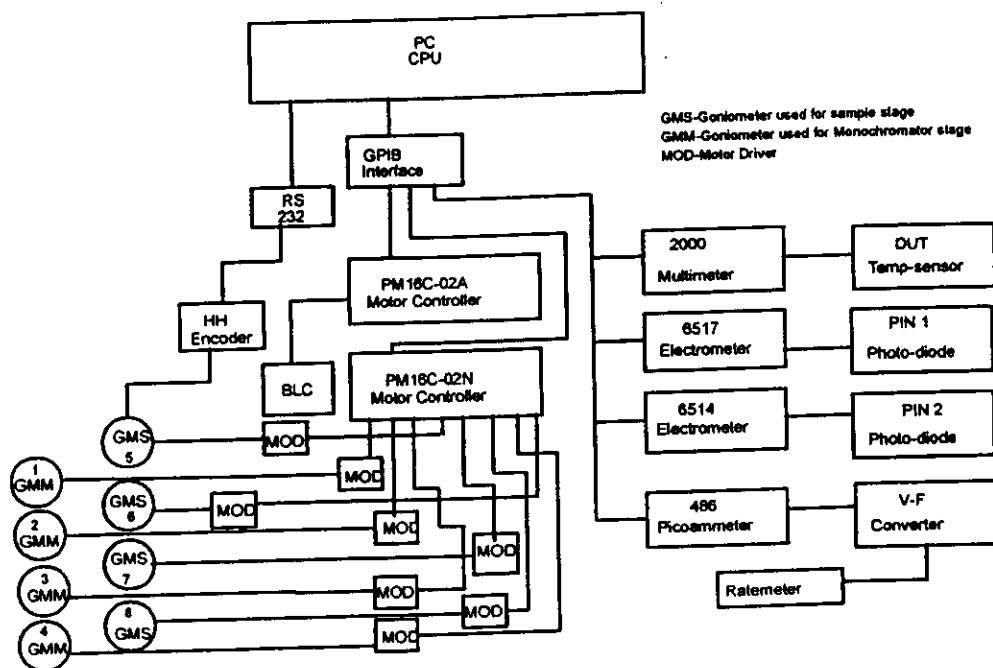 PC
CPU
GMS-Goniometer used for sample stage
GMM-Goniometer used for Monochromator stage
MOD-Motor Driver
GPIB
Interface
RS
232
2000
Multimeter
OUT
Temp-sensor
PM16C-02A
Motor Controller
HH
Encoder
6517
Electrometer
PIN 1
Photo-diode
BLC
PM16C-02N
Motor Controller
6514
Electrometer
PIN 2
Photo-diode
GMS
5
MOD
1
GMM
MOD
GMS
6
MOD
2
GMM
MOD
486
Picoammeter
V-F
Converter
GMS
7
MOD
3
GMM
MOD
Ratemeter
8
GMS
MOD
4
GMM
MOD